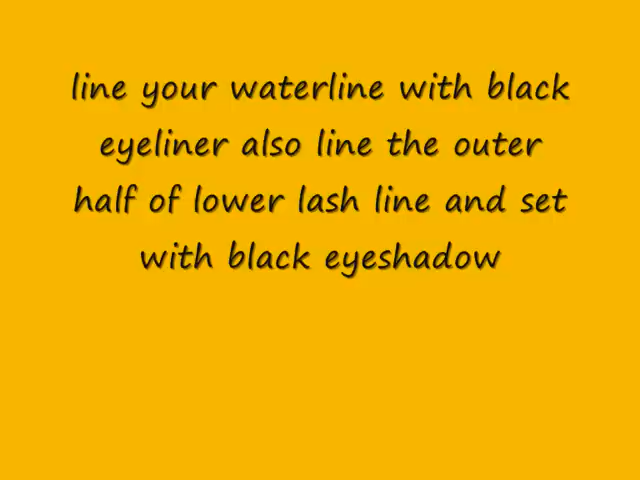 line your waterline with black
eyeliner also line the outer
half of lower lash line and set
with black eyeshadow